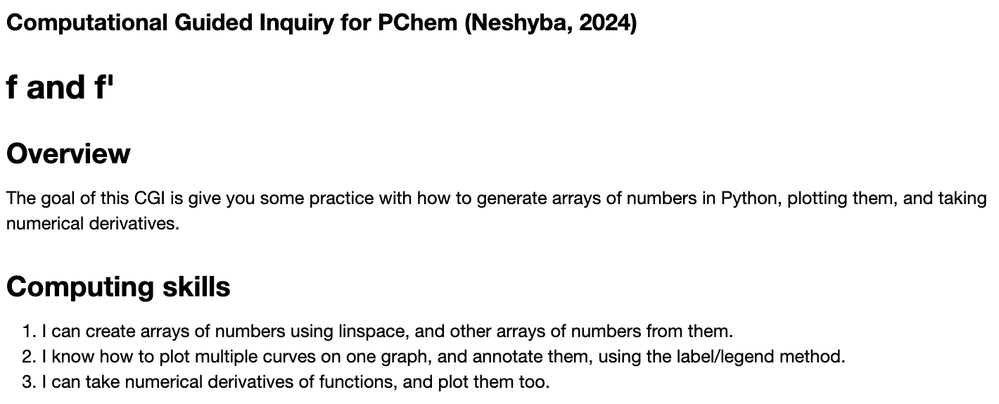 Computational Guided Inquiry for PChem (Neshyba, 2024)
f and f'
Overview
The goal of this CGI is give you some practice with how to generate arrays of numbers in Python, plotting them, and taking
numerical derivatives.
Computing skills
1. I can create arrays of numbers using linspace, and other arrays of numbers from them.
2. I know how to plot multiple curves on one graph, and annotate them, using the label/legend method.
3. I can take numerical derivatives of functions, and plot them too.